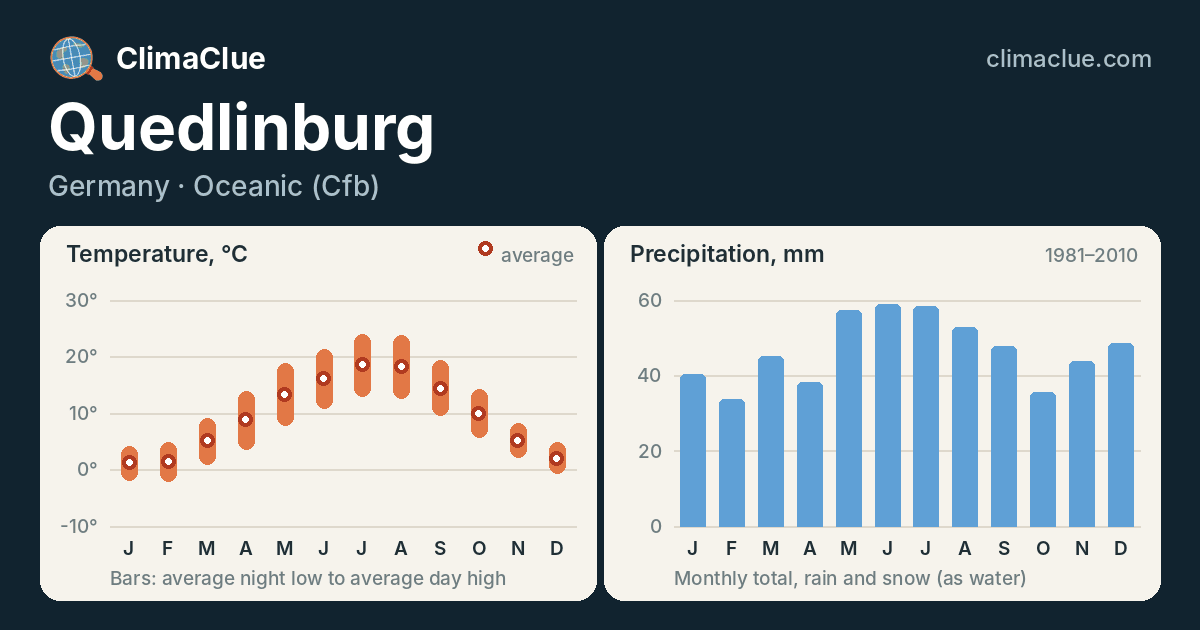 ClimaClue
climaclue.com
Quedlinburg
Germany · Oceanic (Cfb)
Temperature, °C
average
30°
20°
10°
0°
-10°
J F M A M J J A S O N D
Bars: average night low to average day high
Precipitation, mm
1981–2010
60
40
20
0
J F M A M J J A S O N D
Monthly total, rain and snow (as water)